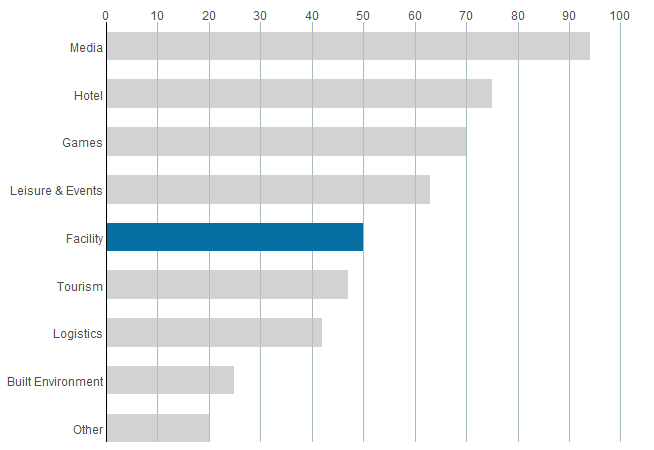 0 10 20 30 40 50 60 70 80 90 100
Media
Hotel
Games
Leisure & Events
Facility
Tourism
Logistics
Built Environment
Other